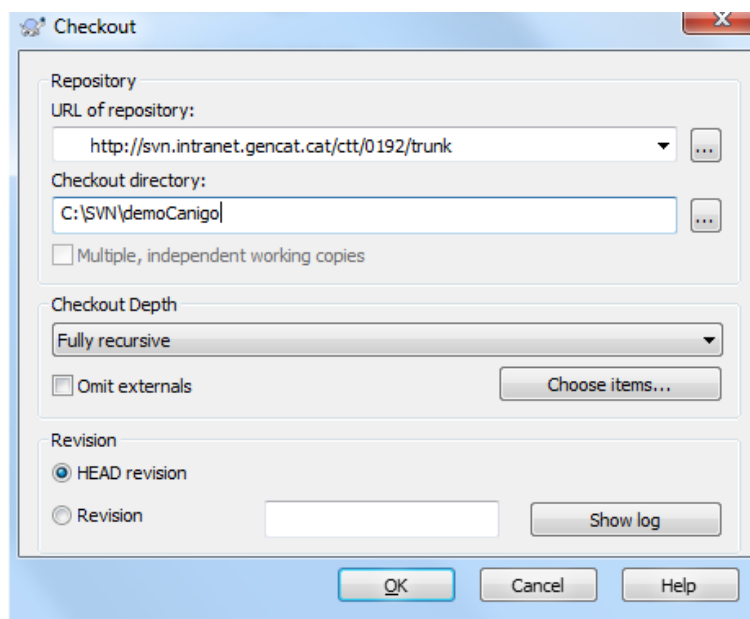 Checkout
X
Repository
URL of repository:
http://svn.intranet.gencat.cat/ctt/0192/trunk
...
Checkout directory:
C:\SVN\demoCanigo
...
Multiple, independent working copies
Checkout Depth
Fully recursive
Omit externals
Choose items...
Revision
HEAD revision
Revision
Show log
OK
Cancel
Help